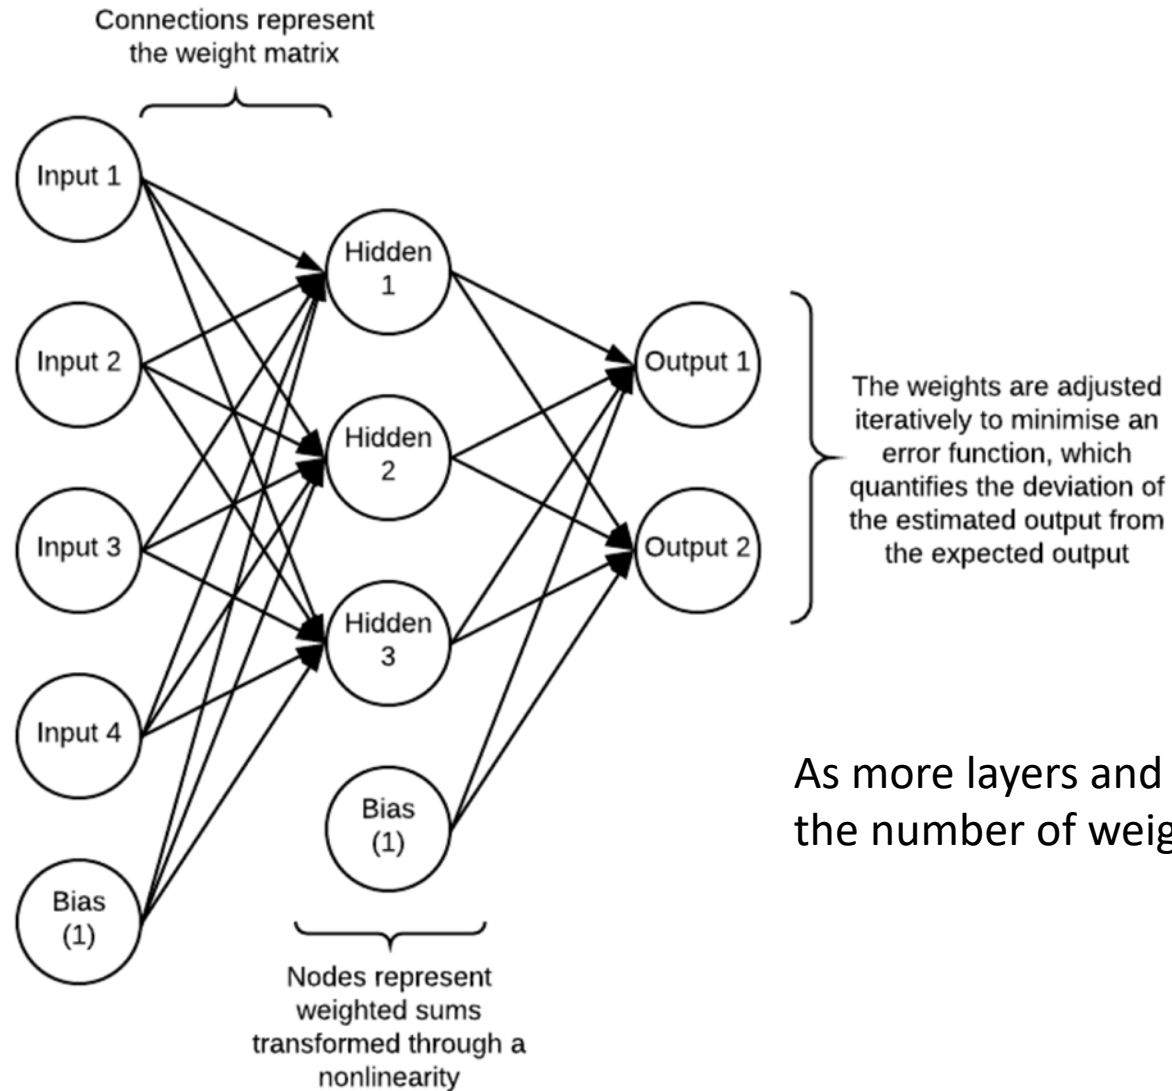 Connections represent
the weight matrix
Input 1
Input 2
Input 3
Input 4
Bias
(1)
Hidden
1
Hidden
2
Hidden
3
Bias
(1)
Nodes represent
weighted sums
transformed through a
nonlinearity
Output 1
Output 2
The weights are adjusted
iteratively to minimise an
error function, which
quantifies the deviation of
the estimated output from
the expected output
As more layers and
the number of